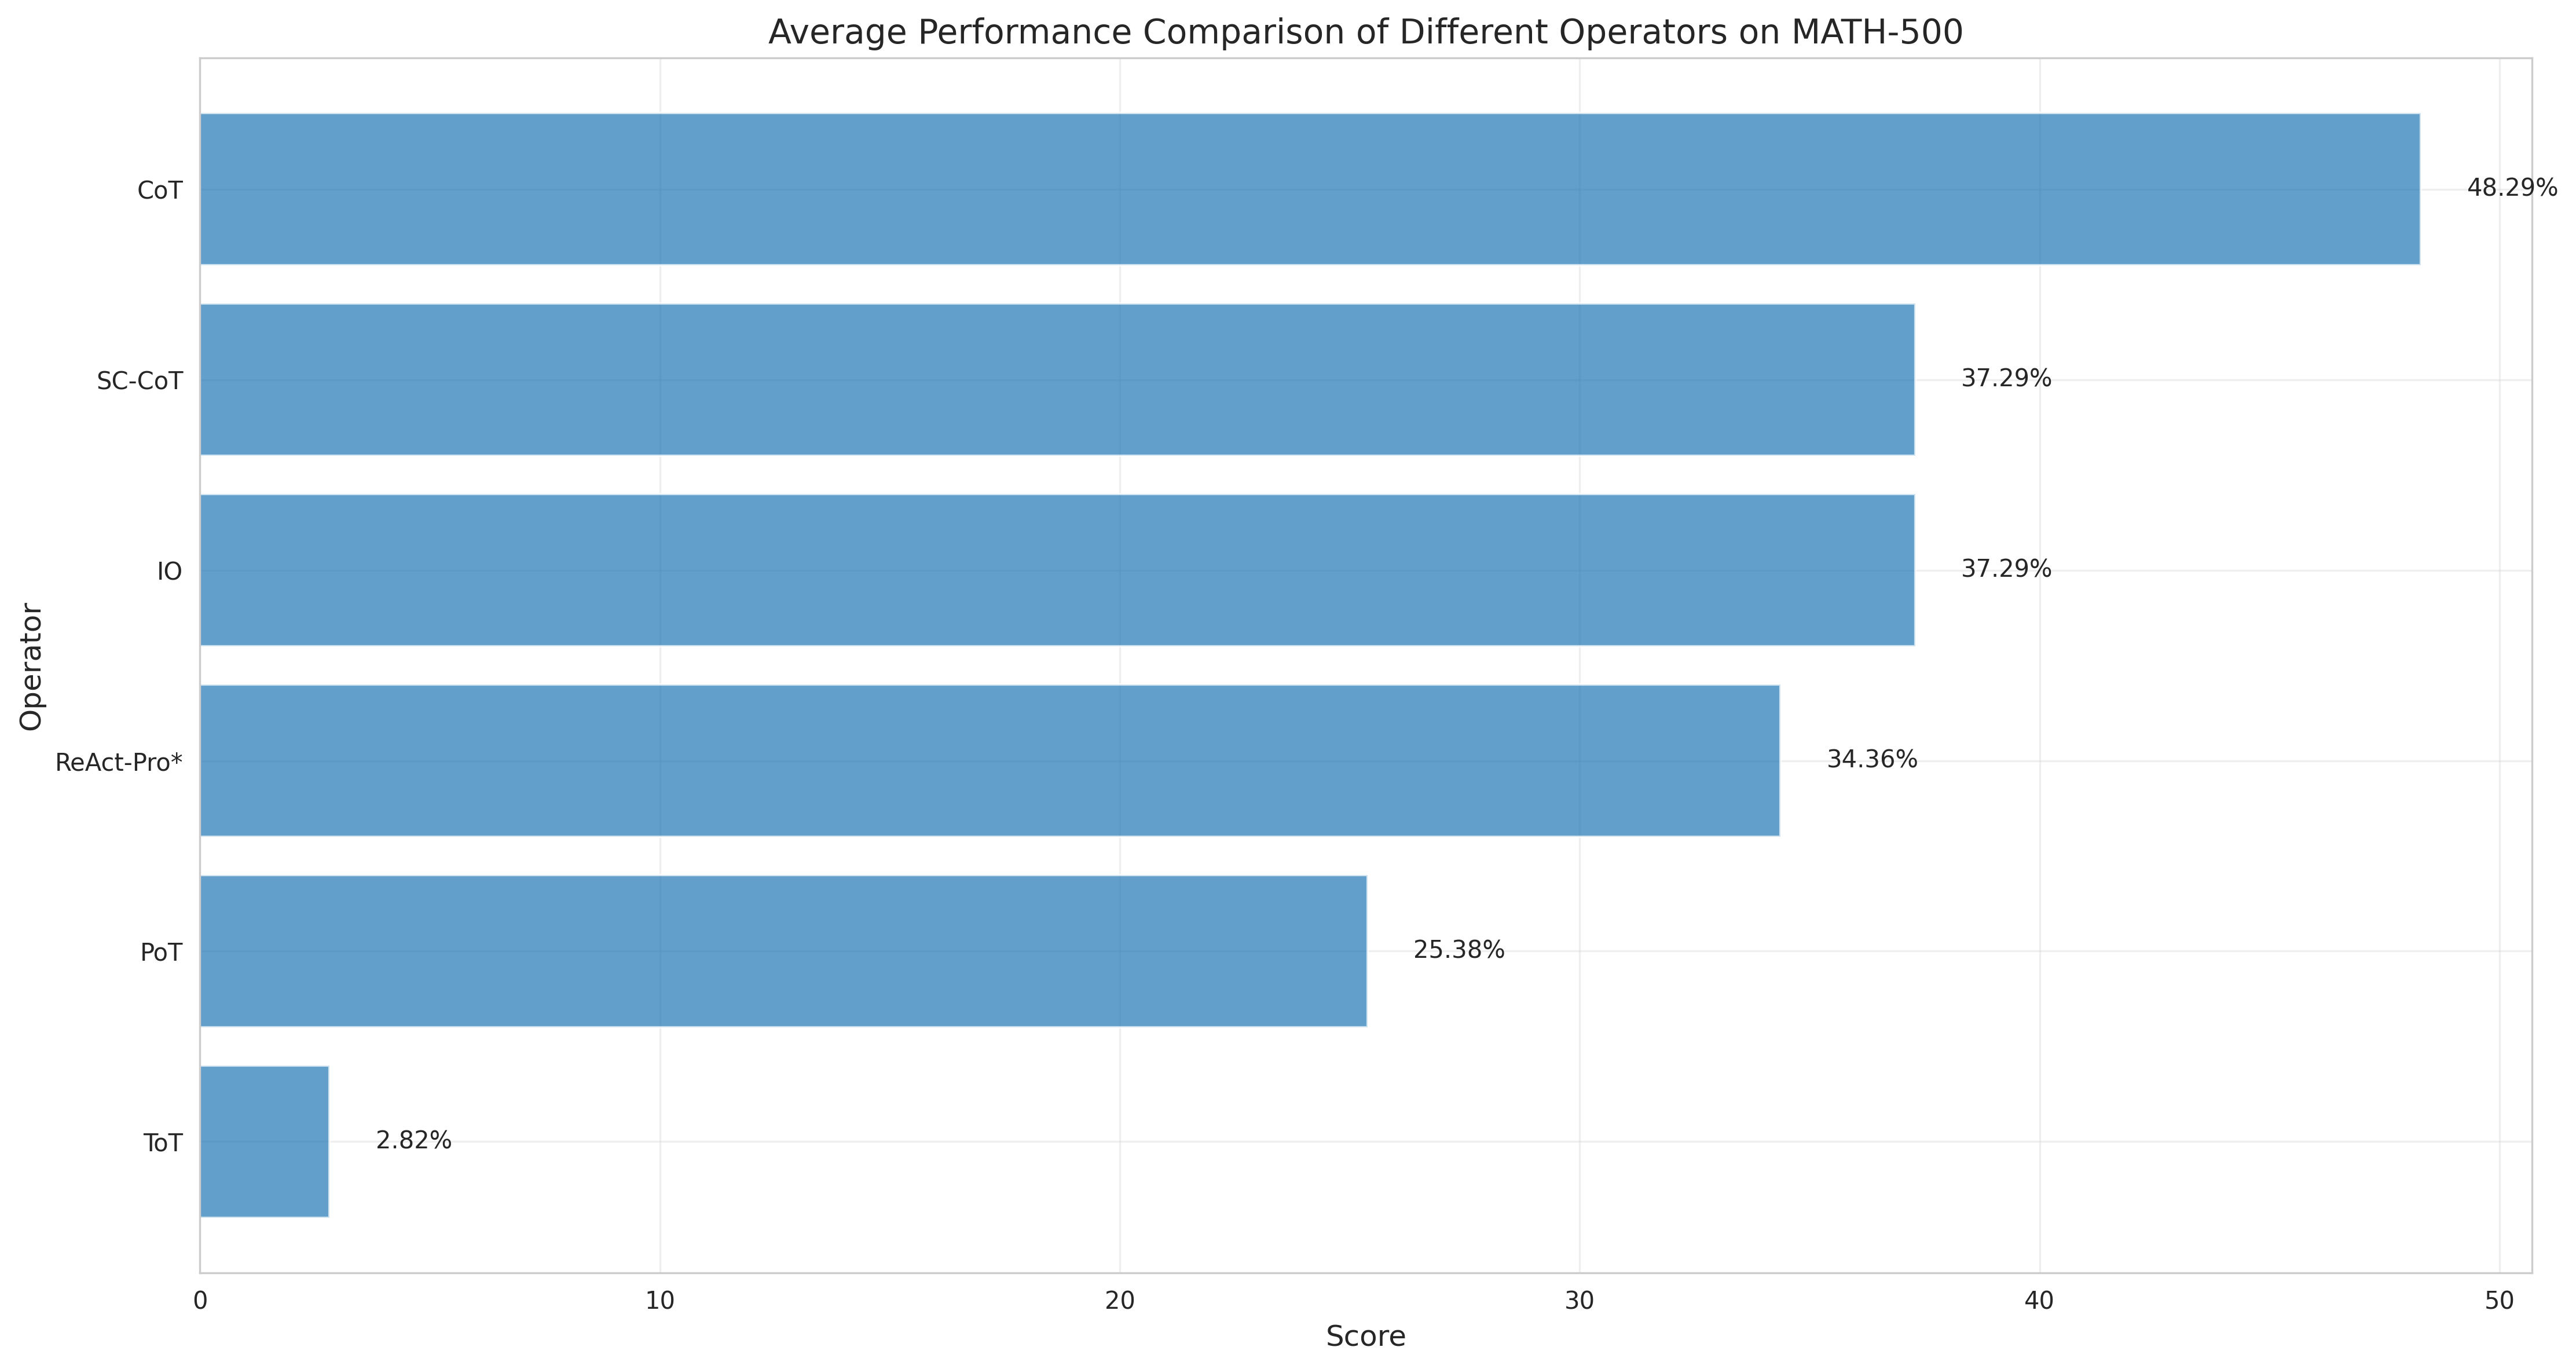 Average Performance Comparison of Different Operators on MATH-500
CoT
48.29%
SC-CoT
37.29%
IO
37.29%
Operator
ReAct-Pro*
34.36%
PoT
25.38%
ToT
2.82%
0 10 20 30 40 50
Score